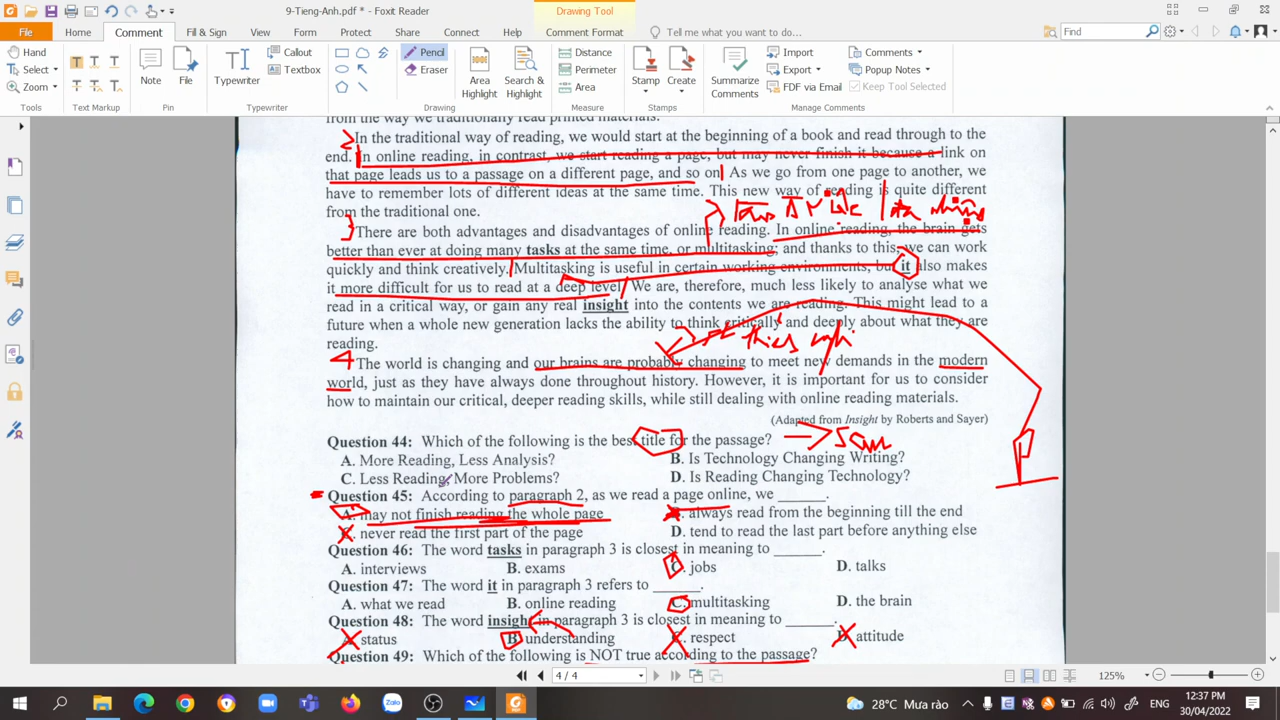 9-Tieng-Anh.pdf * - Foxit Reader
Drawing Tool
File
Home
Comment
Fill & Sign
View
Form
Protect
Share
Connect
Help
Comment Format
Tell me what you want to do...
Find
Hand
Select
Zoom
Note
File
Typewriter
Callout
Textbox
Pencil
Eraser
Area Highlight
Search & Highlight
Distance
Perimeter
Area
Stamp
Create
Summarize Comments
Import
Export
FDF via Email
Comments
Popup Notes
Keep Tool Selected
Tools
Text Markup
Pin
Typewriter
Drawing
Measure
Stamps
Manage Comments
from the way we traditionally read printed materials.
2 In the traditional way of reading, we would start at the beginning of a book and read through to the
end. In online reading, in contrast, we start reading a page, but may never finish it because a link on
that page leads us to a passage on a different page, and so on. As we go from one page to another, we
have to remember lots of different ideas at the same time. This new way of reading is quite different
from the traditional one.
3 There are both advantages and disadvantages of online reading. In online reading, the brain gets
better than ever at doing many tasks at the same time, or multitasking; and thanks to this, we can work
quickly and think creatively. Multitasking is useful in certain working environments, but it also makes
it more difficult for us to read at a deep level. We are, therefore, much less likely to analyse what we
read in a critical way, or gain any real insight into the contents we are reading. This might lead to a
future when a whole new generation lacks the ability to think critically and deeply about what they are
reading.
4 The world is changing and our brains are probably changing to meet new demands in the modern
world, just as they have always done throughout history. However, it is important for us to consider
how to maintain our critical, deeper reading skills, while still dealing with online reading materials.
(Adapted from Insight by Roberts and Sayer)
Question 44: Which of the following is the best title for the passage?
A. More Reading, Less Analysis? B. Is Technology Changing Writing?
C. Less Reading, More Problems? D. Is Reading Changing Technology?
Question 45: According to paragraph 2, as we read a page online, we ______.
A. may not finish reading the whole page B. always read from the beginning till the end
C. never read the first part of the page D. tend to read the last part before anything else
Question 46: The word tasks in paragraph 3 is closest in meaning to ______.
A. interviews B. exams C. jobs D. talks
Question 47: The word it in paragraph 3 refers to ______.
A. what we read B. online reading C. multitasking D. the brain
Question 48: The word insight in paragraph 3 is closest in meaning to ______.
A. status B. understanding C. respect D. attitude
Question 49: Which of the following is NOT true according to the passage?
4 / 4
125%
28°C Mưa rào
ENG
12:37 PM
30/04/2022